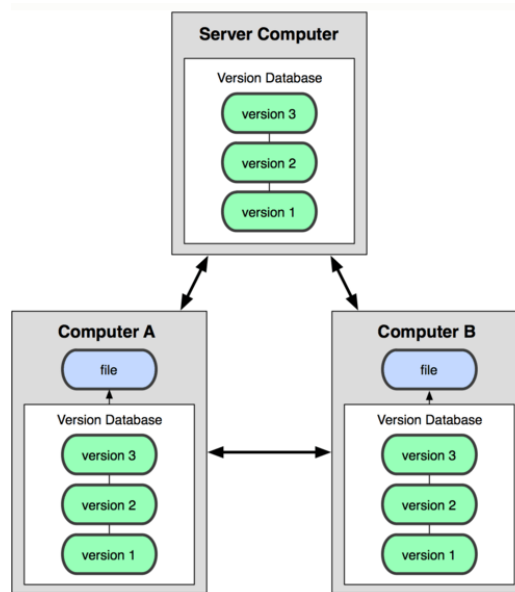 Server Computer
Version Database
version 3
version 2
version 1
Computer A
file
Version Database
version 3
version 2
version 1
Computer B
file
Version Database
version 3
version 2
version 1